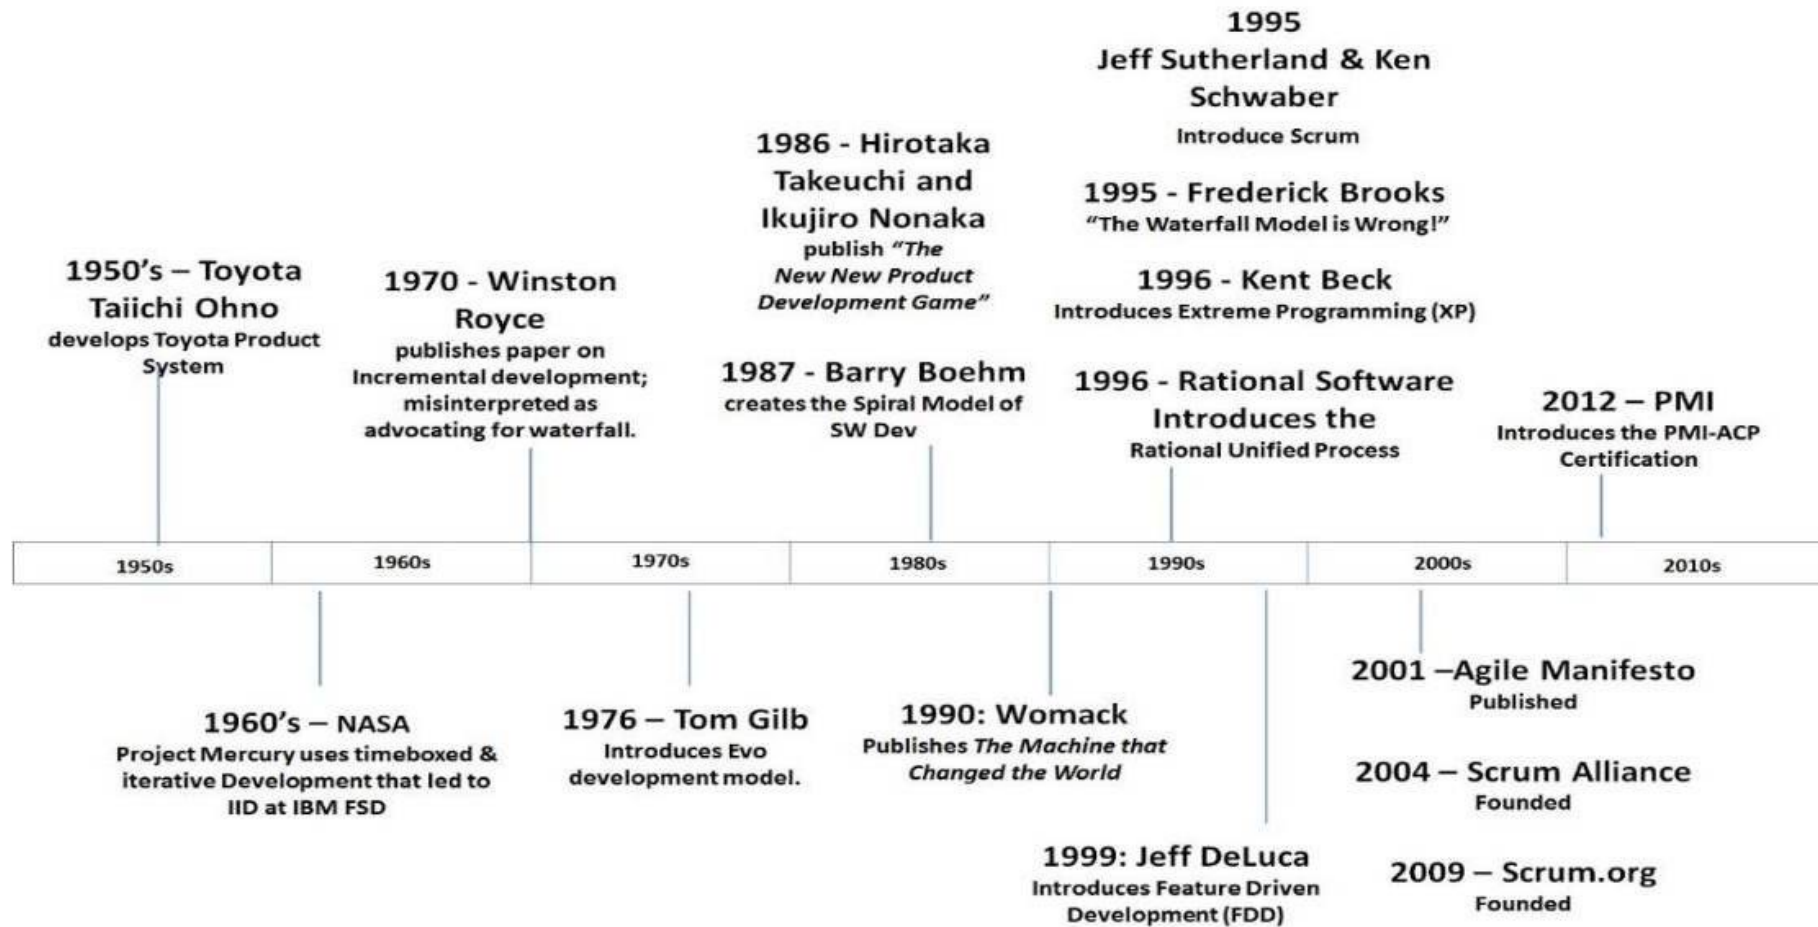 1950's – Toyota
Taiichi Ohno
develops Toyota Product
System
1970 - Winston
Royce
publishes paper on
Incremental development;
misinterpreted as
advocating for waterfall.
1986 - Hirotaka
Takeuchi and
Ikujiro Nonaka
publish “The
New New Product
Development Game”
1987 - Barry Boehm
creates the Spiral Model of
SW Dev
1995
Jeff Sutherland & Ken
Schwaber
Introduce Scrum
1995 - Frederick Brooks
“The Waterfall Model is Wrong!”
1996 - Kent Beck
Introduces Extreme Programming (XP)
1996 - Rational Software
Introduces the
Rational Unified Process
2012 – PMI
Introduces the PMI-ACP
Certification
1950s 1960s 1970s 1980s 1990s 2000s 2010s
1960's – NASA
Project Mercury uses timeboxed &
iterative Development that led to
IID at IBM FSD
1976 – Tom Gilb
Introduces Evo
development model.
1990: Womack
Publishes The Machine that
Changed the World
1999: Jeff DeLuca
Introduces Feature Driven
Development (FDD)
2001 –Agile Manifesto
Published
2004 – Scrum Alliance
Founded
2009 – Scrum.org
Founded